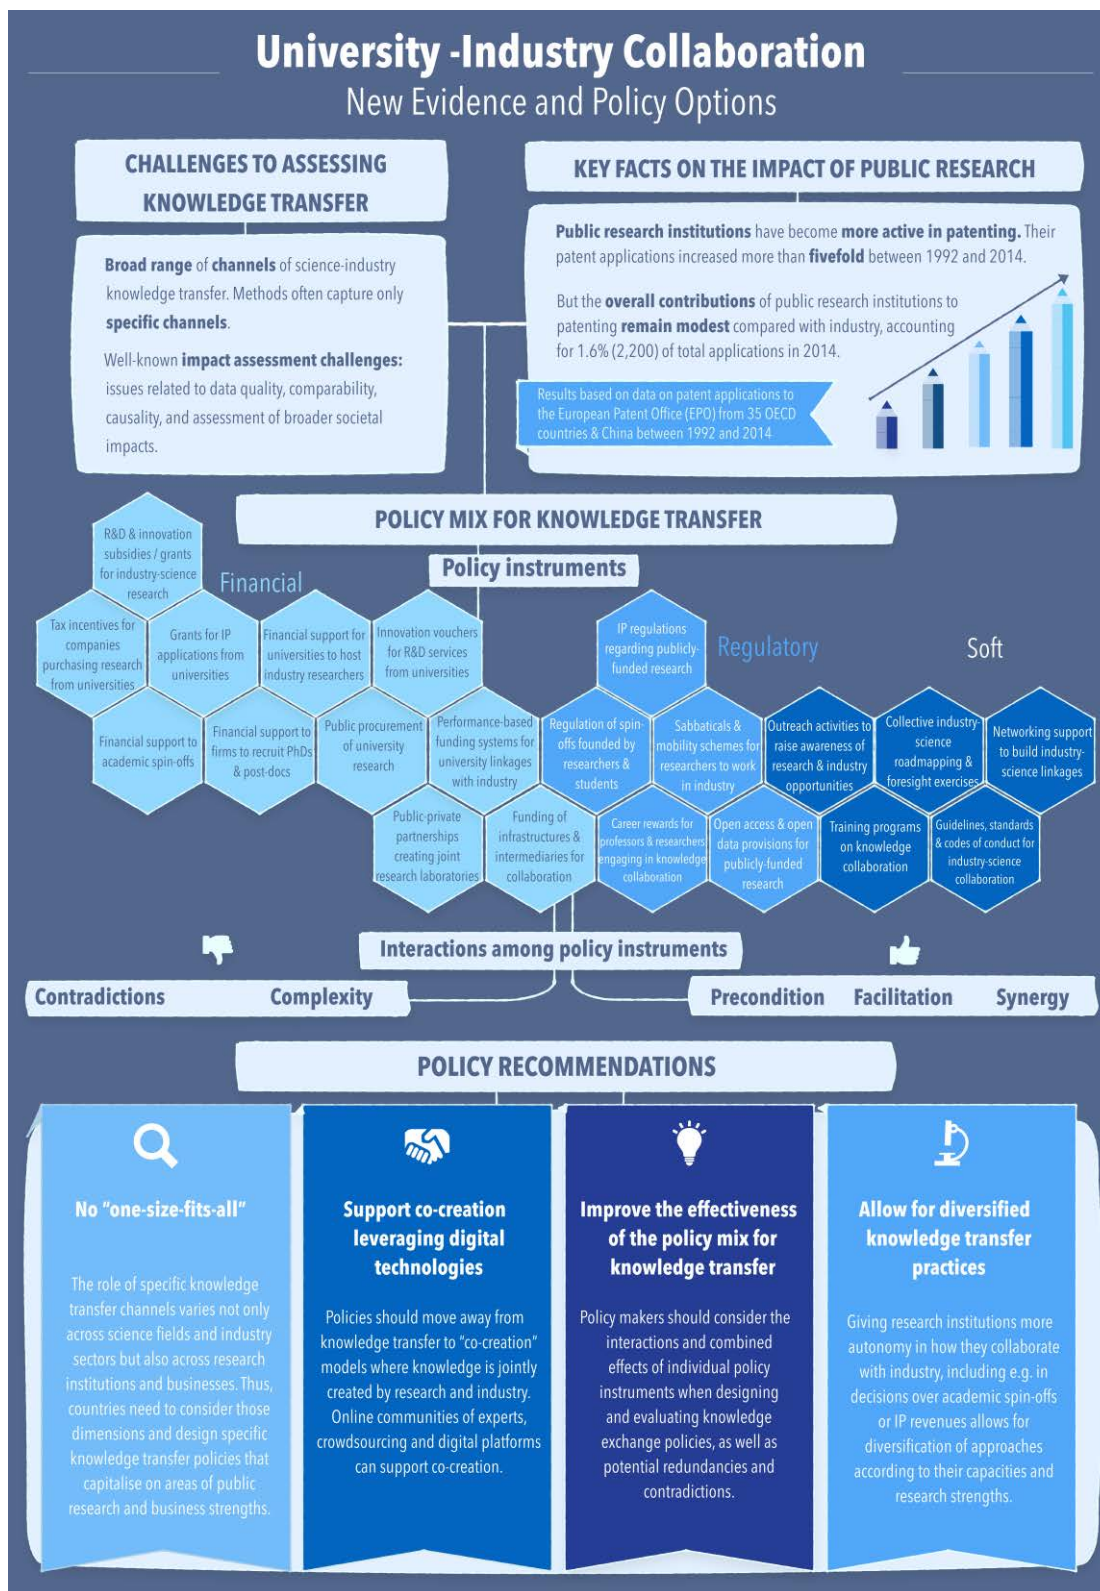 University -Industry Collaboration
New Evidence and Policy Options
CHALLENGES TO ASSESSING
KNOWLEDGE TRANSFER
Broad range of channels of science-industry
knowledge transfer. Methods often capture only
specific channels.
Well-known impact assessment challenges:
issues related to data quality, comparability,
causality, and assessment of broader societal
impacts.
KEY FACTS ON THE IMPACT OF PUBLIC RESEARCH
Public research institutions have become more active in patenting. Their
patent applications increased more than fivefold between 1992 and 2014.
But the overall contributions of public research institutions to
patenting remain modest compared with industry, accounting
for 1.6% (2,200) of total applications in 2014.
Results based on data on patent applications to
the European Patent Office (EPO) from 35 OECD
countries & China between 1992 and 2014
POLICY MIX FOR KNOWLEDGE TRANSFER
Policy instruments
Financial
R&D & innovation
subsidies / grants
for industry-science
research
Tax incentives for
companies
purchasing research
from universities
Grants for IP
applications from
universities
Financial support for
universities to host
industry researchers
Innovation vouchers
for R&D services
from universities
Financial support to
academic spin-offs
Financial support to
firms to recruit PhDs
& post-docs
Public procurement
of university
research
Performance-based
funding systems for
university linkages
with industry
Public-private
partnerships
creating joint
research laboratories
Funding of
infrastructures &
intermediaries for
collaboration
Regulatory
IP regulations
regarding publicly-
funded research
Regulation of spin-
offs founded by
researchers &
students
Sabbaticals &
mobility schemes for
researchers to work
in industry
Career rewards for
professors & researchers
engaging in knowledge
collaboration
Open access & open
data provisions for
publicly-funded
research
Soft
Outreach activities to
raise awareness of
research & industry
opportunities
Collective industry-
science
roadmapping &
foresight exercises
Networking support
to build industry-
science linkages
Training programs
on knowledge
collaboration
Guidelines, standards
& codes of conduct for
industry-science
collaboration
Interactions among policy instruments
Contradictions Complexity
Precondition Facilitation Synergy
POLICY RECOMMENDATIONS
No "one-size-fits-all"
The role of specific knowledge
transfer channels varies not only
across science fields and industry
sectors but also across research
institutions and businesses. Thus,
countries need to consider those
dimensions and design specific
knowledge transfer policies that
capitalise on areas of public
research and business strengths.
Support co-creation
leveraging digital
technologies
Policies should move away from
knowledge transfer to "co-creation"
models where knowledge is jointly
created by research and industry.
Online communities of experts,
crowdsourcing and digital platforms
can support co-creation.
Improve the effectiveness
of the policy mix for
knowledge transfer
Policy makers should consider the
interactions and combined
effects of individual policy
instruments when designing
and evaluating knowledge
exchange policies, as well as
potential redundancies and
contradictions.
Allow for diversified
knowledge transfer
practices
Giving research institutions more
autonomy in how they collaborate
with industry, including e.g. in
decisions over academic spin-offs
or IP revenues allows for
diversification of approaches
according to their capacities and
research strengths.